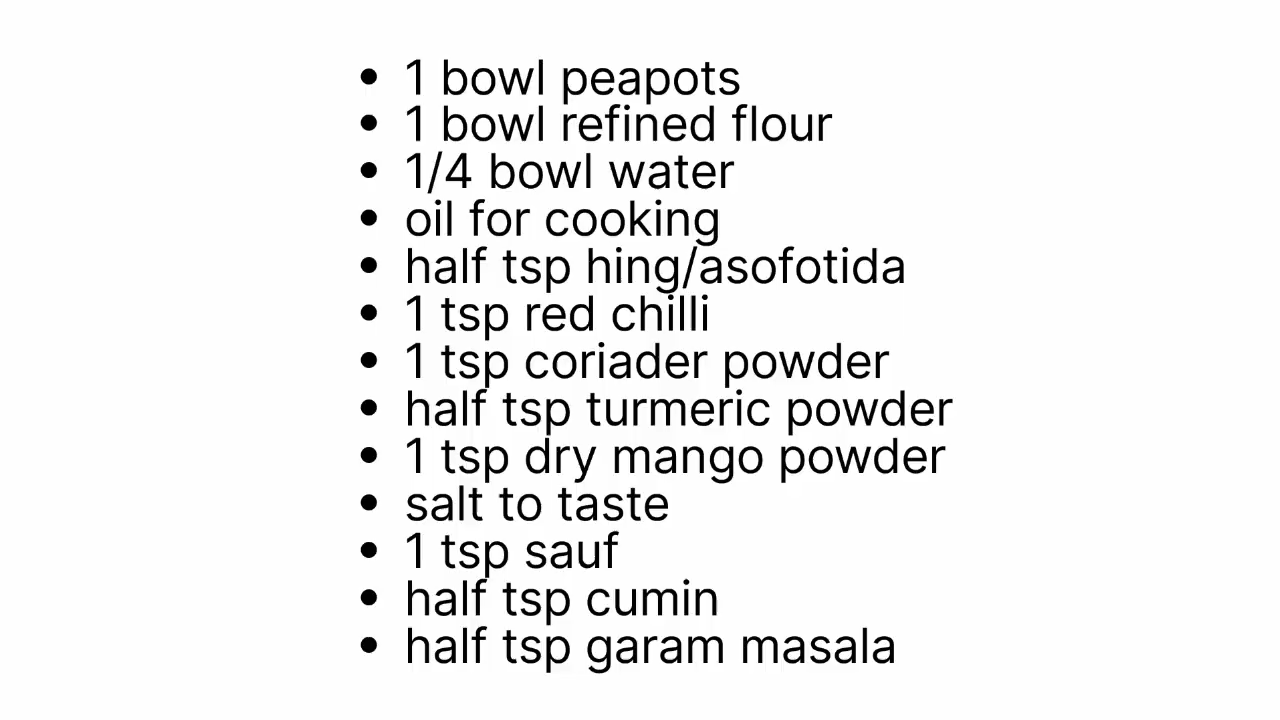 • 1 bowl peapots
• 1 bowl refined flour
• 1/4 bowl water
• oil for cooking
• half tsp hing/asofotida
• 1 tsp red chilli
• 1 tsp coriader powder
• half tsp turmeric powder
• 1 tsp dry mango powder
• salt to taste
• 1 tsp sauf
• half tsp cumin
• half tsp garam masala